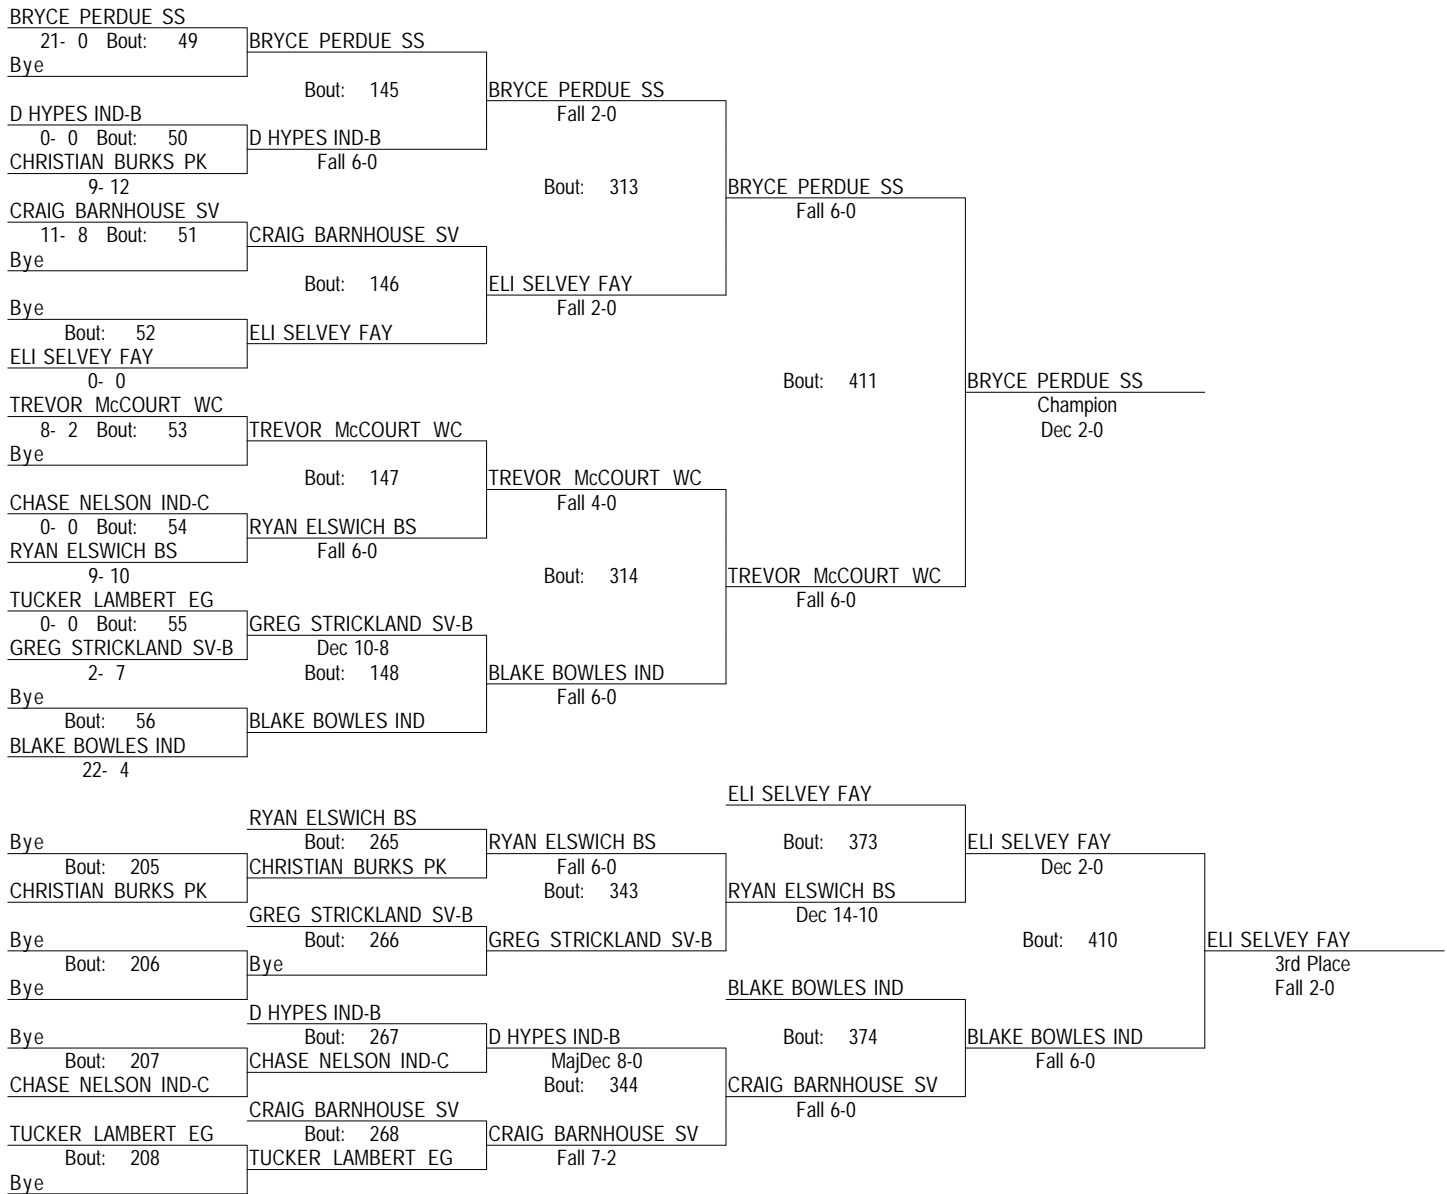 BRYCE PERDUE SS
21- 0 Bout: 49
Bye
BRYCE PERDUE SS
Bout: 145
D HYPES IND-B
0- 0 Bout: 50
CHRISTIAN BURKS PK
9- 12
D HYPES IND-B
Fall 6-0
BRYCE PERDUE SS
Fall 2-0
Bout: 313
CRAIG BARNHOUSE SV
11- 8 Bout: 51
Bye
CRAIG BARNHOUSE SV
Bout: 146
Bye
Bout: 52
ELI SELVEY FAY
0- 0
ELI SELVEY FAY
ELI SELVEY FAY
Fall 2-0
BRYCE PERDUE SS
Fall 6-0
Bout: 411
TREVOR McCOURT WC
8- 2 Bout: 53
Bye
TREVOR McCOURT WC
Bout: 147
CHASE NELSON IND-C
0- 0 Bout: 54
RYAN ELSWICH BS
9- 10
RYAN ELSWICH BS
Fall 6-0
TREVOR McCOURT WC
Fall 4-0
Bout: 314
TUCKER LAMBERT EG
0- 0 Bout: 55
GREG STRICKLAND SV-B
2- 7
GREG STRICKLAND SV-B
Dec 10-8
Bout: 148
Bye
Bout: 56
BLAKE BOWLES IND
22- 4
BLAKE BOWLES IND
BLAKE BOWLES IND
Fall 6-0
TREVOR McCOURT WC
Fall 6-0
BRYCE PERDUE SS
Champion
Dec 2-0
Bye
Bout: 205
CHRISTIAN BURKS PK
RYAN ELSWICH BS
Bout: 265
CHRISTIAN BURKS PK
RYAN ELSWICH BS
Fall 6-0
Bout: 343
Bye
Bout: 206
Bye
GREG STRICKLAND SV-B
Bout: 266
Bye
GREG STRICKLAND SV-B
ELI SELVEY FAY
Bout: 373
RYAN ELSWICH BS
Dec 14-10
ELI SELVEY FAY
Dec 2-0
Bout: 410
Bye
Bout: 207
CHASE NELSON IND-C
D HYPES IND-B
Bout: 267
CHASE NELSON IND-C
D HYPES IND-B
MajDec 8-0
Bout: 344
TUCKER LAMBERT EG
Bout: 208
Bye
CRAIG BARNHOUSE SV
Bout: 268
TUCKER LAMBERT EG
CRAIG BARNHOUSE SV
Fall 7-2
BLAKE BOWLES IND
Bout: 374
CRAIG BARNHOUSE SV
Fall 6-0
BLAKE BOWLES IND
Fall 6-0
ELI SELVEY FAY
3rd Place
Fall 2-0